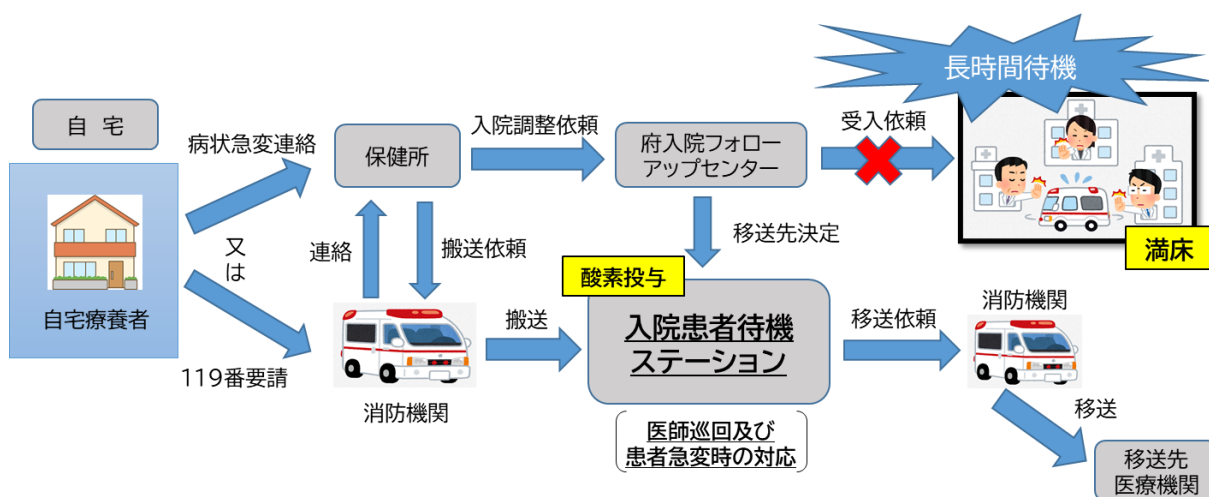 長時間待機
自 宅
病状急変連絡
保健所
入院調整依頼
府入院フォロー
アップセンター
受入依頼
満床
自宅療養者
又は
連絡
搬送依頼
移送先決定
酸素投与
119番要請
消防機関
搬送
入院患者待機
ステーション
医師巡回及び
患者急変時の対応
移送依頼
消防機関
移送
移送先
医療機関